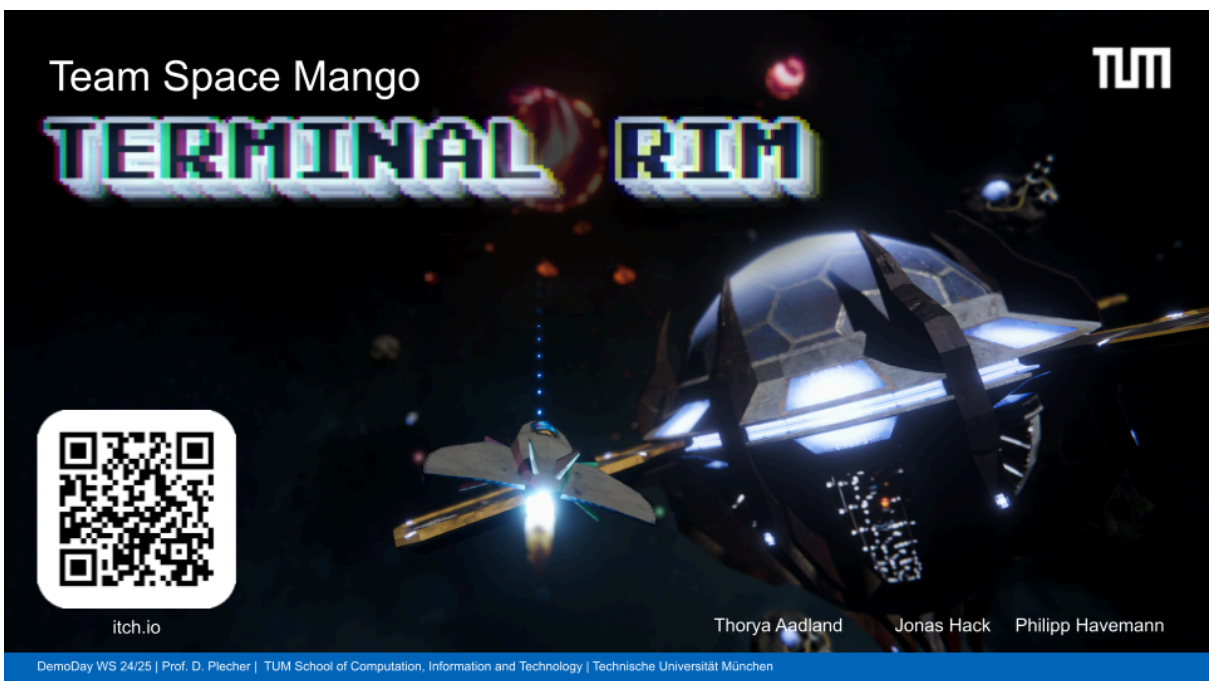 Team Space Mango
TUM
TERMINAL RIM
itch.io
Thorya Aadland Jonas Hack Philipp Havemann
DemoDay WS 24/25 | Prof. D. Plecher | TUM School of Computation, Information and Technology | Technische Universität München